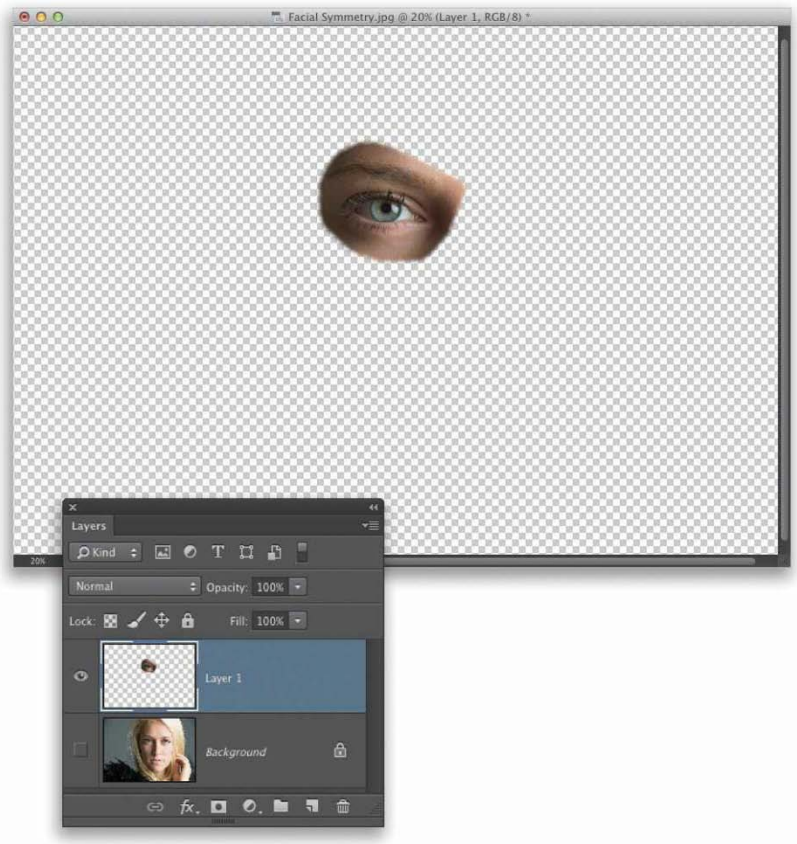 Facial Symmetry.jpg @ 20% (Layer 1, RGB/8) *
20%
Layers
Kind
T
Normal
Opacity: 100%
Lock:
Fill: 100%
Layer 1
Background
fx